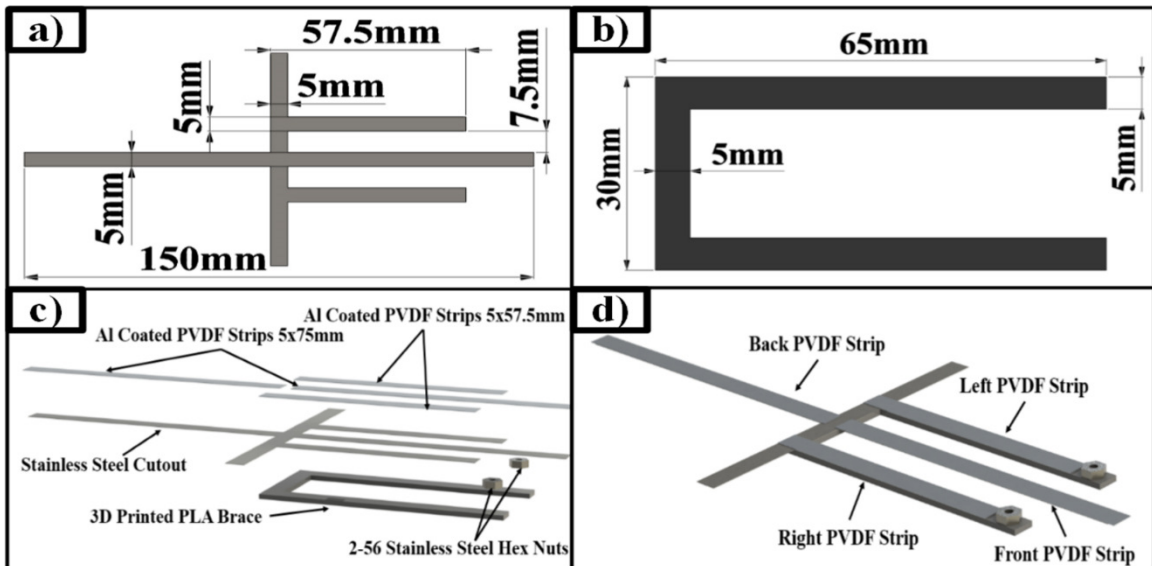 a)
57.5mm
5mm
5mm
7.5mm
5mm
150mm
b)
65mm
30mm
5mm
5mm
c)
Al Coated PVDF Strips 5x57.5mm
Al Coated PVDF Strips 5x75mm
Stainless Steel Cutout
3D Printed PLA Brace
2-56 Stainless Steel Hex Nuts
d)
Back PVDF Strip
Left PVDF Strip
Right PVDF Strip
Front PVDF Strip